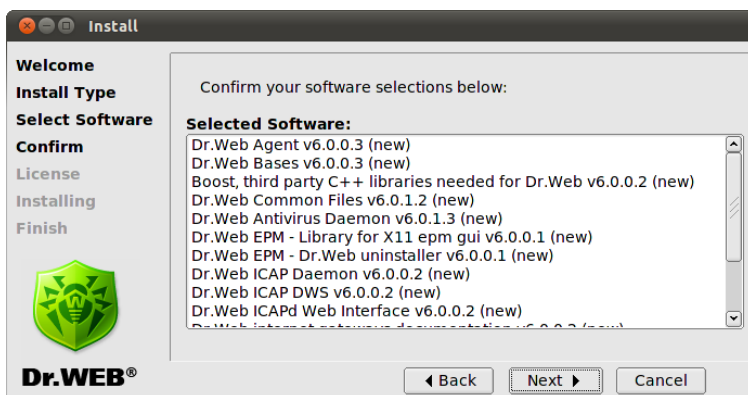 Install
Welcome
Install Type
Select Software
Confirm
License
Installing
Finish
Dr.WEB®
Confirm your software selections below:
Selected Software:
Dr.Web Agent v6.0.0.3 (new)
Dr.Web Bases v6.0.0.3 (new)
Boost, third party C++ libraries needed for Dr.Web v6.0.0.2 (new)
Dr.Web Common Files v6.0.1.2 (new)
Dr.Web Antivirus Daemon v6.0.1.3 (new)
Dr.Web EPM - Library for X11 epm gui v6.0.0.1 (new)
Dr.Web EPM - Dr.Web uninstaller v6.0.0.1 (new)
Dr.Web ICAP Daemon v6.0.0.2 (new)
Dr.Web ICAP DWS v6.0.0.2 (new)
Dr.Web ICAPd Web Interface v6.0.0.2 (new)
Dr.Web internet gateways documentation
Back
Next
Cancel